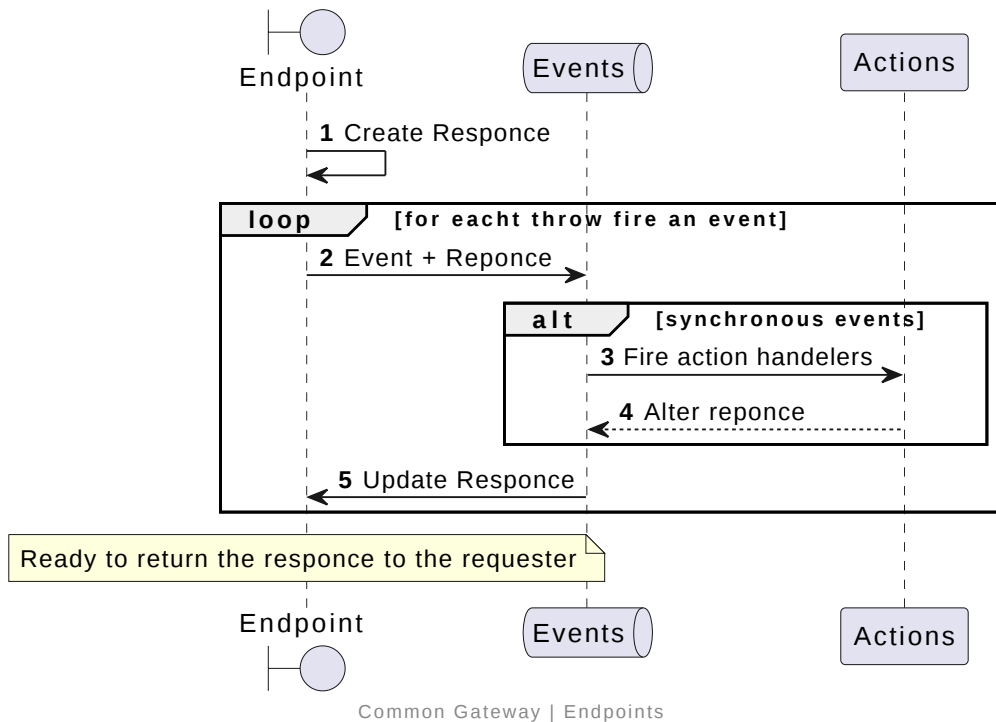 Endpoint
Events
Actions
1 Create Responce
loop [for eacht throw fire an event]
2 Event + Reponce
alt [synchronous events]
3 Fire action handelers
4 Alter reponce
5 Update Responce
Ready to return the responce to the requester
Endpoint
Events
Actions
Common Gateway | Endpoints